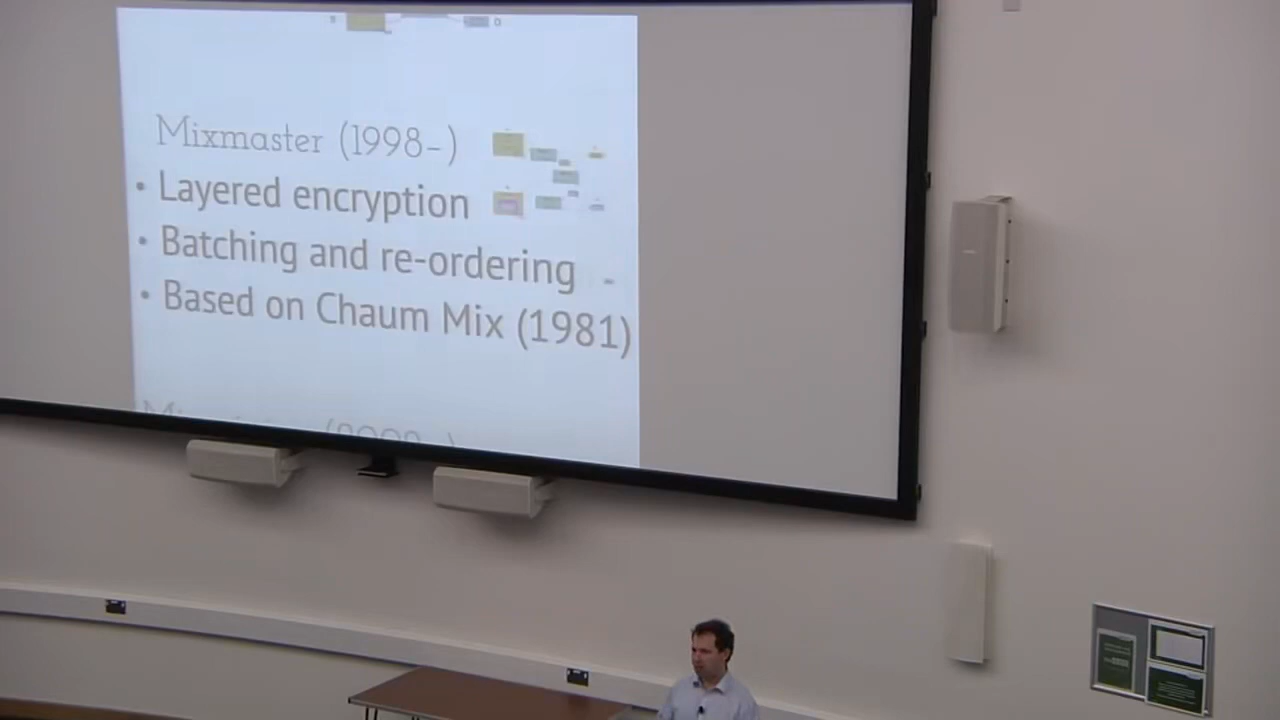 Mixmaster (1998-)
• Layered encryption
• Batching and re-ordering
• Based on Chaum Mix (1981)